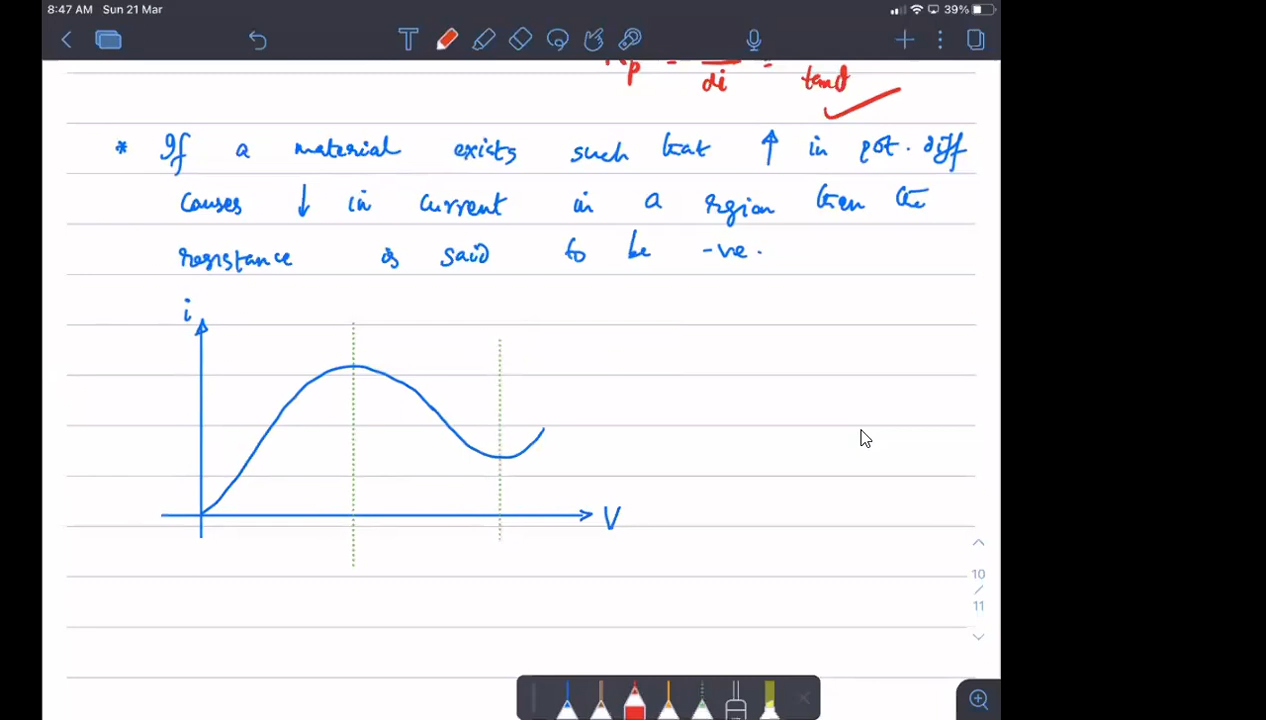 8:47 AM Sun 21 Mar
39%
T
di
tanθ
* If a material exists such that ↑ in pot. diff
causes ↓ in current in a region then the
resistance is said to be -ve.
i
V
10
/
11